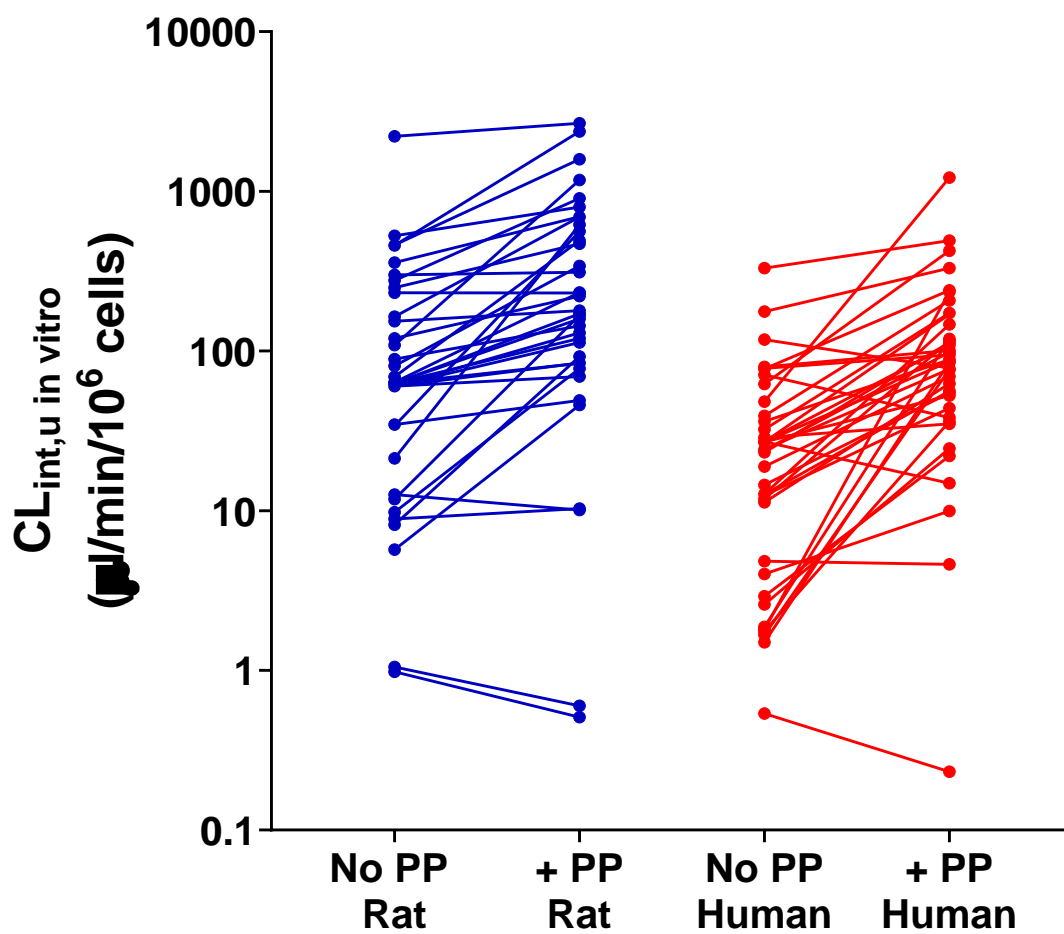 CLint,u in vitro
(μl/min/10⁶ cells)
10000
1000
100
10
1
0.1
No PP
Rat
+ PP
Rat
No PP
Human
+ PP
Human